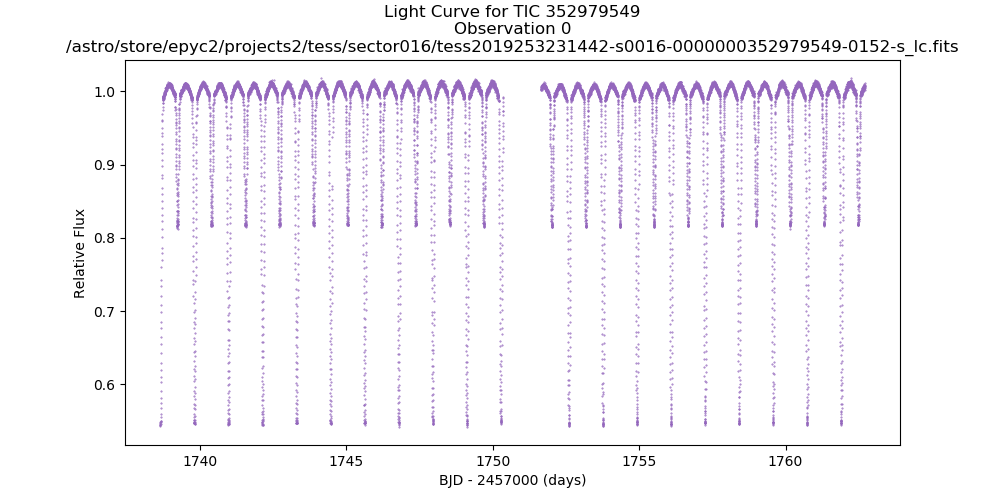 Light Curve for TIC 352979549
Observation 0
/astro/store/epyc2/projects2/tess/sector016/tess2019253231442-s0016-0000000352979549-0152-s_lc.fits
1.0
0.9
0.8
0.7
0.6
Relative Flux
1740
1745
1750
1755
1760
BJD - 2457000 (days)